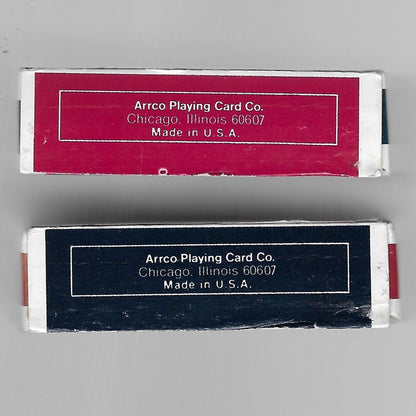 Arrco Playing Card Co.
Chicago, Illinois 60607
Made in U.S.A.
Arrco Playing Card Co.
Chicago, Illinois 60607
Made in U.S.A.